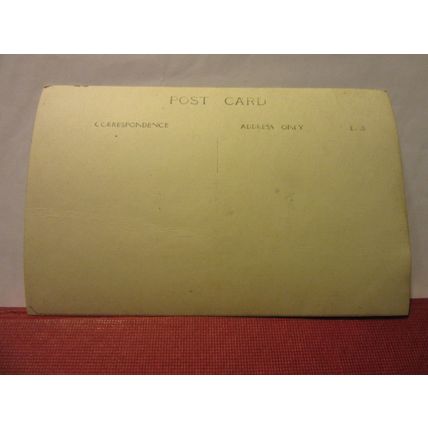 POST CARD
CORRESPONDENCE ADDRESS ONLY